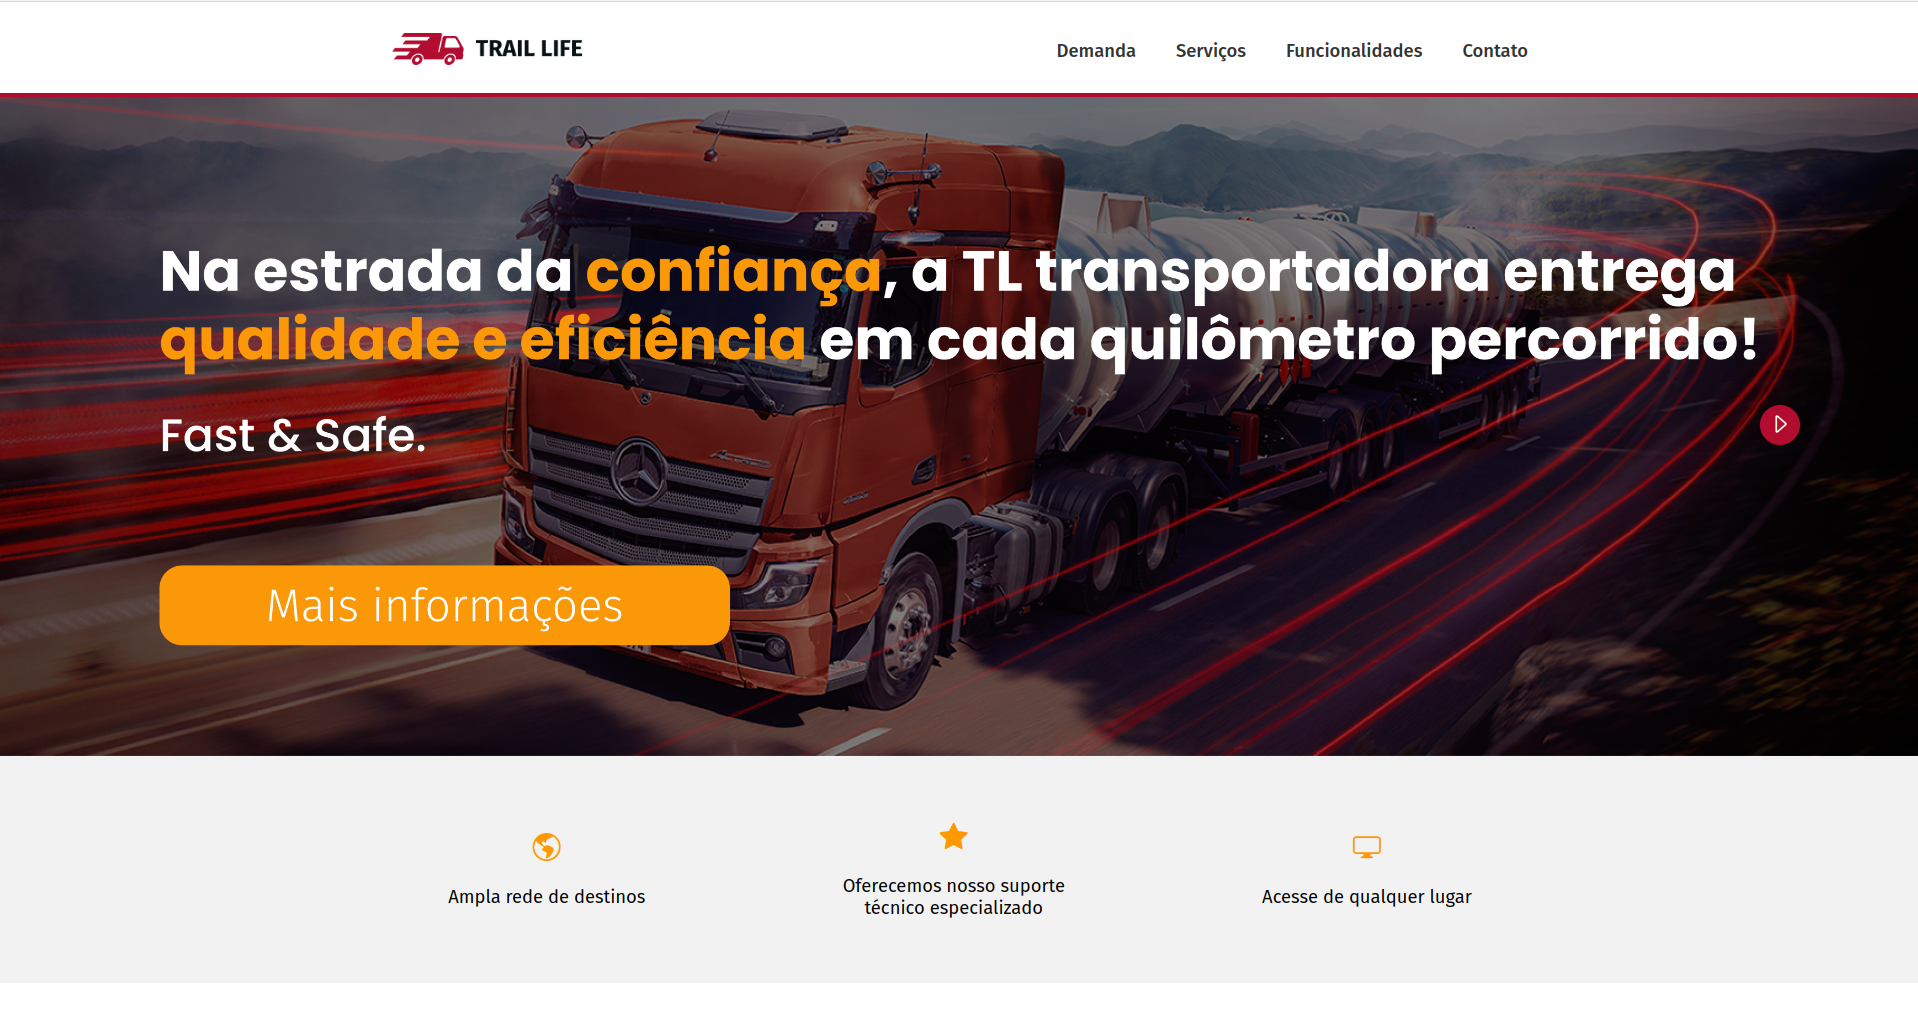 TRAIL LIFE
Demanda Serviços Funcionalidades Contato
Na estrada da confiança, a TL transportadora entrega
qualidade e eficiência em cada quilômetro percorrido!
Fast & Safe.
Mais informações
Ampla rede de destinos
Oferecemos nosso suporte
técnico especializado
Acesse de qualquer lugar